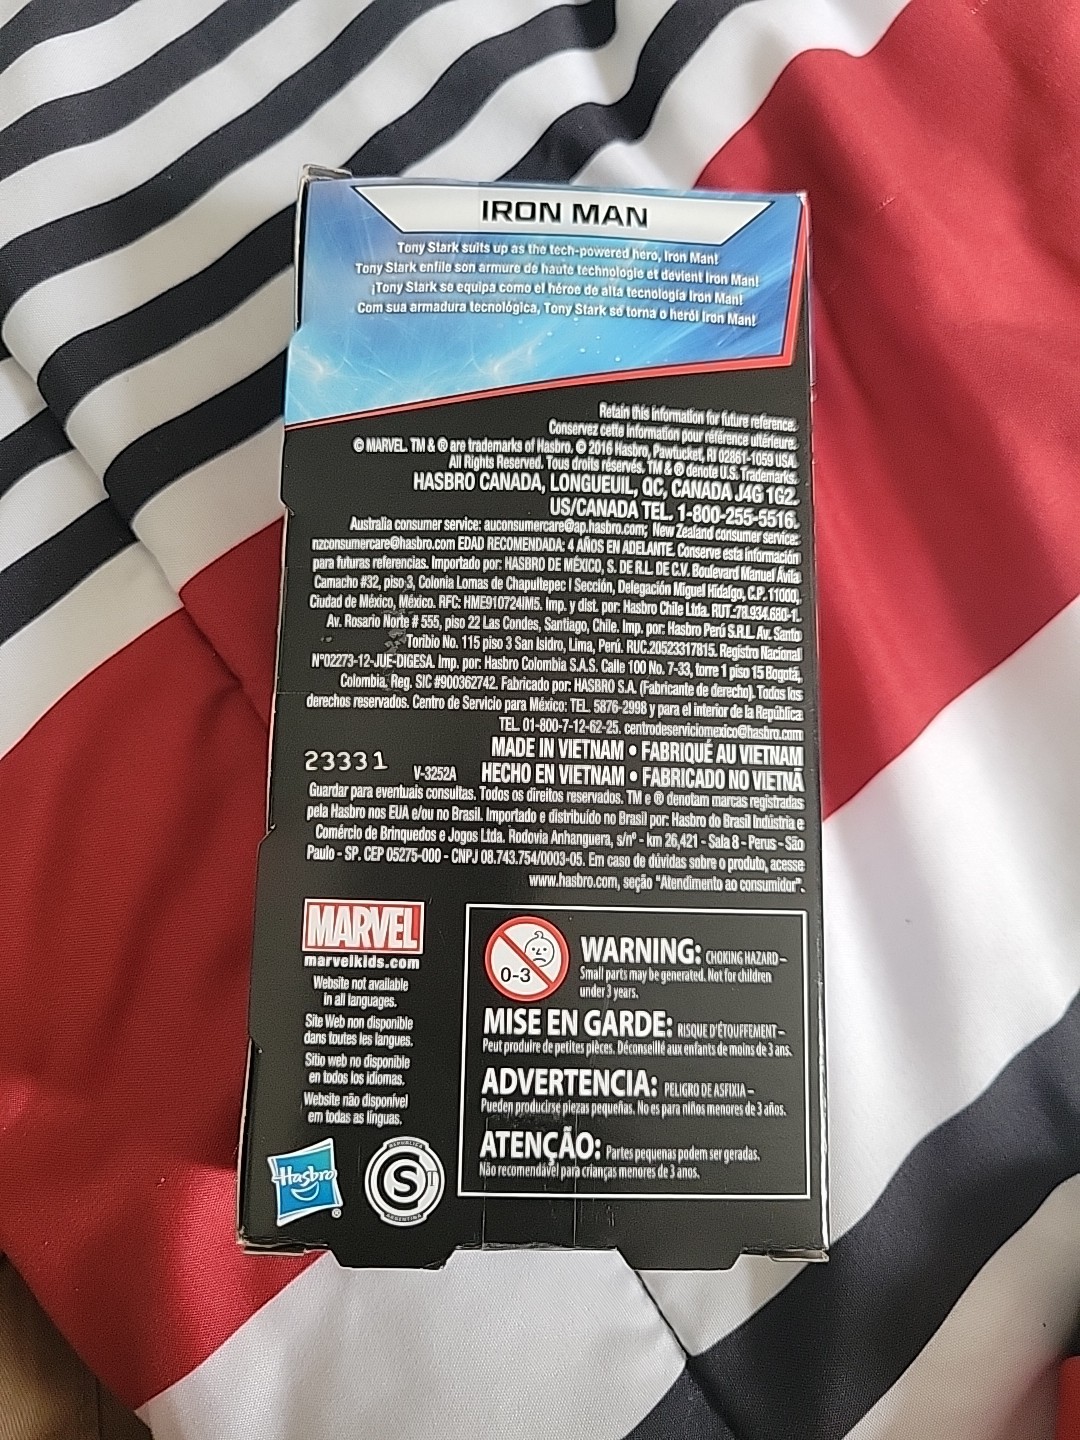 IRON MAN
Tony Stark suits up as the tech-powered hero, Iron Man!
Tony Stark enfile son armure de haute technologie et devient Iron Man!
¡Tony Stark se equipa como el héroe de alta tecnología Iron Man!
Com sua armadura tecnológica, Tony Stark se torna o herói Iron Man!
Retain this information for future reference.
Conservez cette information pour référence ultérieure.
© MARVEL. TM & ® are trademarks of Hasbro. © 2016 Hasbro, Pawtucket, RI 02861-1059 USA.
All Rights Reserved. Tous droits réservés. TM & ® denote U.S. Trademarks.
HASBRO CANADA, LONGUEUIL, QC, CANADA J4G 1G2.
US/CANADA TEL. 1-800-255-5516.
Australia consumer service: auconsumercare@ap.hasbro.com; New Zealand consumer service:
nzconsumercare@hasbro.com EDAD RECOMENDADA: 4 AÑOS EN ADELANTE. Conserve esta información
para futuras referencias. Importado por: HASBRO DE MÉXICO, S. DE R.L. DE C.V. Boulevard Manuel Ávila
Camacho #32, piso 3, Colonia Lomas de Chapultepec I Sección, Delegación Miguel Hidalgo, C.P. 11000,
Ciudad de México, México. RFC: HME910724IM5. Imp. y dist. por: Hasbro Chile Ltda. RUT-78.934.680-1.
Av. Rosario Norte # 555, piso 22 Las Condes, Santiago, Chile. Imp. por: Hasbro Perú S.R.L. Av. Santo
Toribio No. 115 piso 3 San Isidro, Lima, Perú. RUC.20523317815. Registro Nacional
N°02273-12-JUE-DIGESA. Imp. por: Hasbro Colombia S.A.S. Calle 100 No. 7-33, torre 1 piso 15 Bogotá,
Colombia. Reg. SIC #900362742. Fabricado por: HASBRO S.A. (Fabricante de derecho). Todos los
derechos reservados. Centro de Servicio para México: TEL. 5876-2998 y para el interior de la República
TEL. 01-800-7-12-62-25. centrodeserviciomexico@hasbro.com
MADE IN VIETNAM • FABRIQUÉ AU VIETNAM
23331 V-3252A HECHO EN VIETNAM • FABRICADO NO VIETNÃ
Guardar para eventuais consultas. Todos os direitos reservados. TM e ® denotam marcas registradas
pela Hasbro nos EUA e/ou no Brasil. Importado e distribuído no Brasil por: Hasbro do Brasil Indústria e
Comércio de Brinquedos e Jogos Ltda. Rodovia Anhanguera, s/nº - km 26,421 - Sala 8 - Perus - São
Paulo - SP. CEP 05275-000 - CNPJ 08.743.754/0003-05. Em caso de dúvidas sobre o produto, acesse
www.hasbro.com, seção "Atendimento ao consumidor".
MARVEL
marvelkids.com
Website not available
in all languages.
Site Web non disponible
dans toutes les langues.
Sitio web no disponible
en todos los idiomas.
Website não disponível
em todas as línguas.
Hasbro
®
REPUBLICA
S
ARGENTINA
0-3
WARNING: CHOKING HAZARD –
Small parts may be generated. Not for children
under 3 years.
MISE EN GARDE: RISQUE D'ÉTOUFFEMENT –
Peut produire de petites pièces. Déconseillé aux enfants de moins de 3 ans.
ADVERTENCIA: PELIGRO DE ASFIXIA –
Pueden producirse piezas pequeñas. No es para niños menores de 3 años.
ATENÇÃO: Partes pequenas podem ser geradas.
Não recomendável para crianças menores de 3 anos.